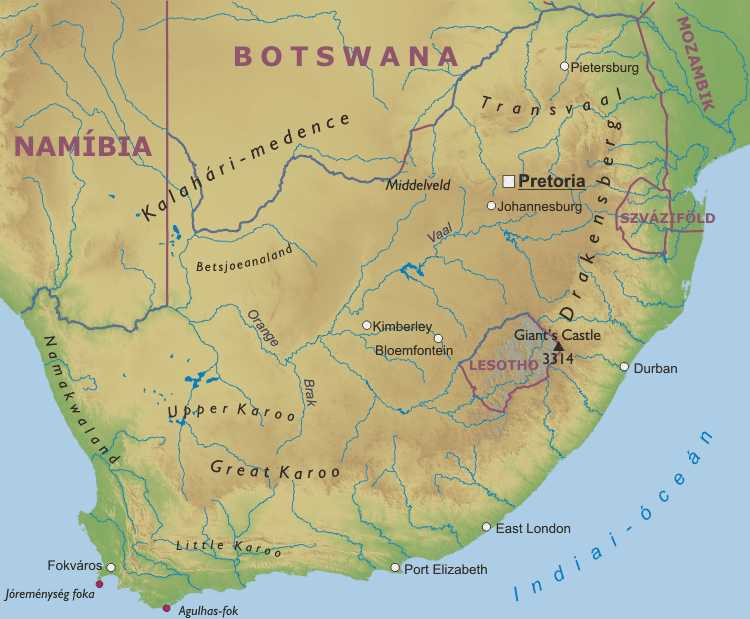 BOTSWANA
MOZAMBIK
Pietersburg
Transvaal
NAMÍBIA
Kalahári-medence
Middelveld
Pretoria
Johannesburg
Drakensberg
SZVÁZIFÖLD
Vaal
Betsjoeanaland
Orange
Kimberley
Bloemfontein
Giant's Castle
3314
LESOTHO
Durban
Namakwaland
Brak
Upper Karoo
Great Karoo
Indiai-óceán
East London
Little Karoo
Fokváros
Port Elizabeth
Jóreménység foka
Agulhas-fok